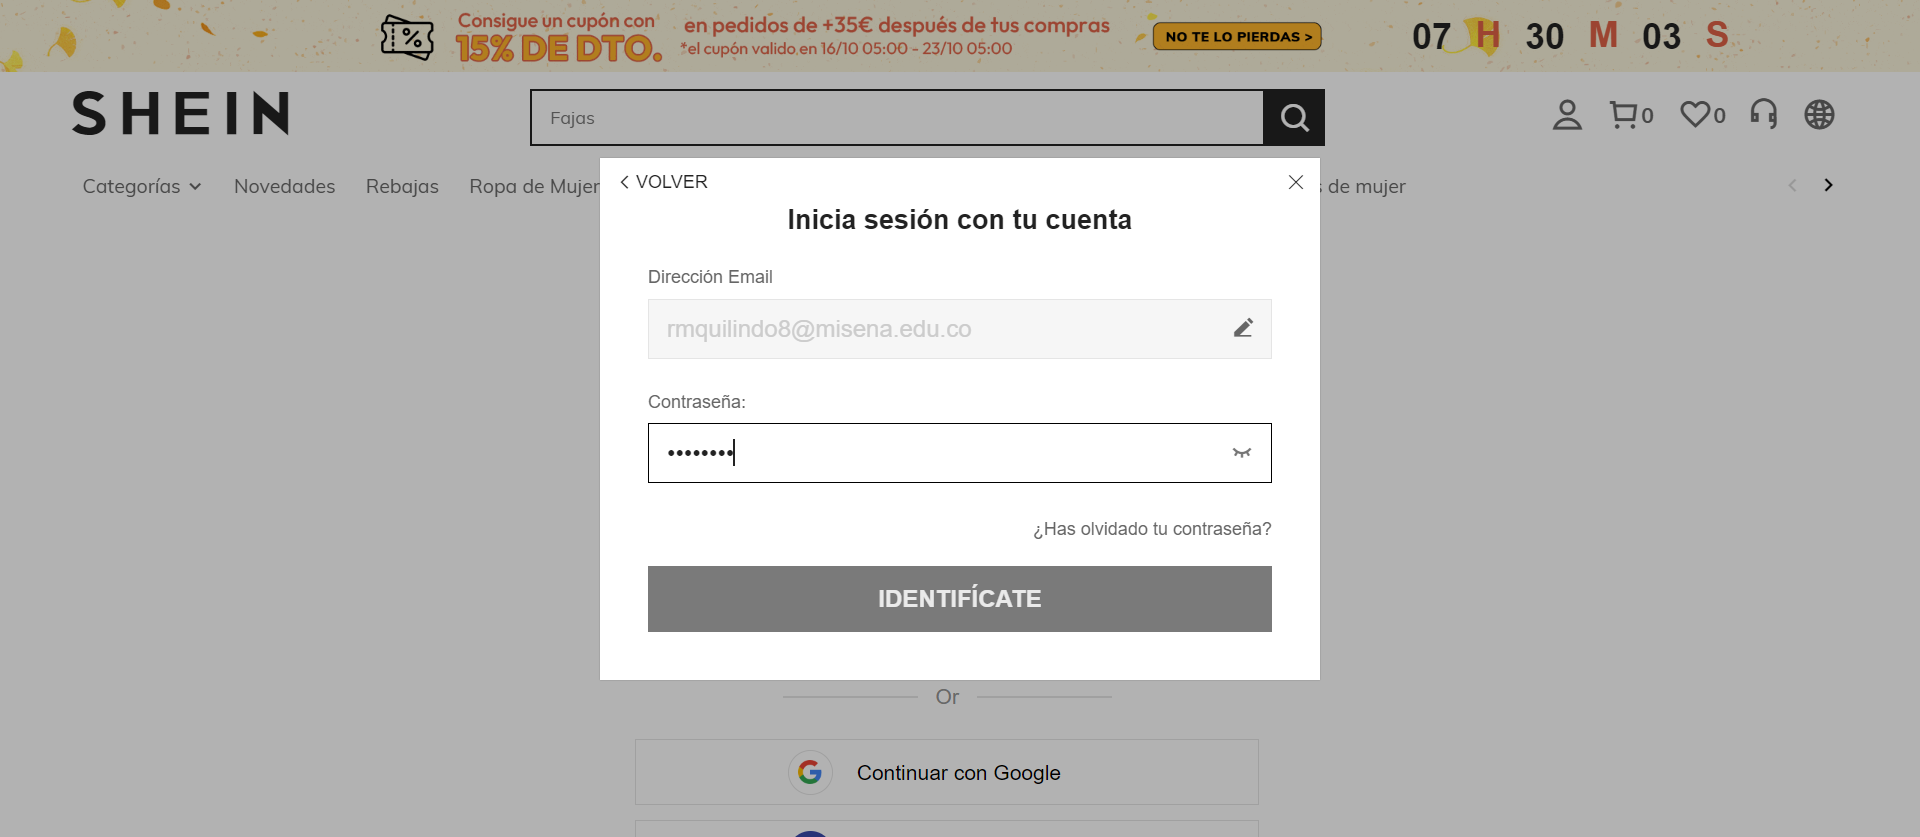 Consigue un cupón con
15% DE DTO.
en pedidos de +35€ después de tus compras
*el cupón valido en 16/10 05:00 - 23/10 05:00
NO TE LO PIERDAS >
07 H 30 M 03 S
SHEIN
Fajas
0
0
Categorías
Novedades
Rebajas
Ropa de Mujer
de mujer
VOLVER
Inicia sesión con tu cuenta
Dirección Email
rmquilindo8@misena.edu.co
Contraseña:
••••••••
¿Has olvidado tu contraseña?
IDENTIFÍCATE
Or
Continuar con Google